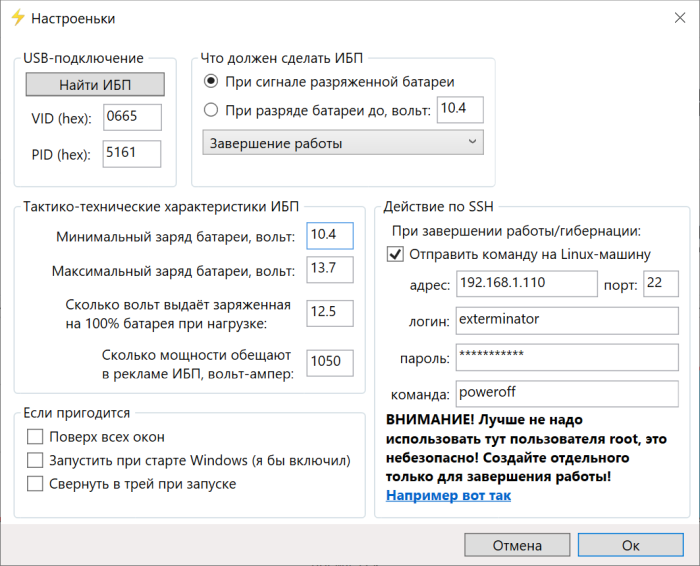 Настроеньки
USB-подключение
Найти ИБП
VID (hex): 0665
PID (hex): 5161
Что должен сделать ИБП
При сигнале разряженной батареи
При разряде батареи до, вольт: 10.4
Завершение работы
Тактико-технические характеристики ИБП
Минимальный заряд батареи, вольт: 10.4
Максимальный заряд батареи, вольт: 13.7
Сколько вольт выдаёт заряженная
на 100% батарея при нагрузке: 12.5
Сколько мощности обещают
в рекламе ИБП, вольт-ампер: 1050
Если пригодится
Поверх всех окон
Запустить при старте Windows (я бы включил)
Свернуть в трей при запуске
Действие по SSH
При завершении работы/гибернации:
Отправить команду на Linux-машину
адрес: 192.168.1.110 порт: 22
логин: exterminator
пароль: ***********
команда: poweroff
ВНИМАНИЕ! Лучше не надо
использовать тут пользователя root, это
небезопасно! Создайте отдельного
только для завершения работы!
Например вот так
Отмена
Ок